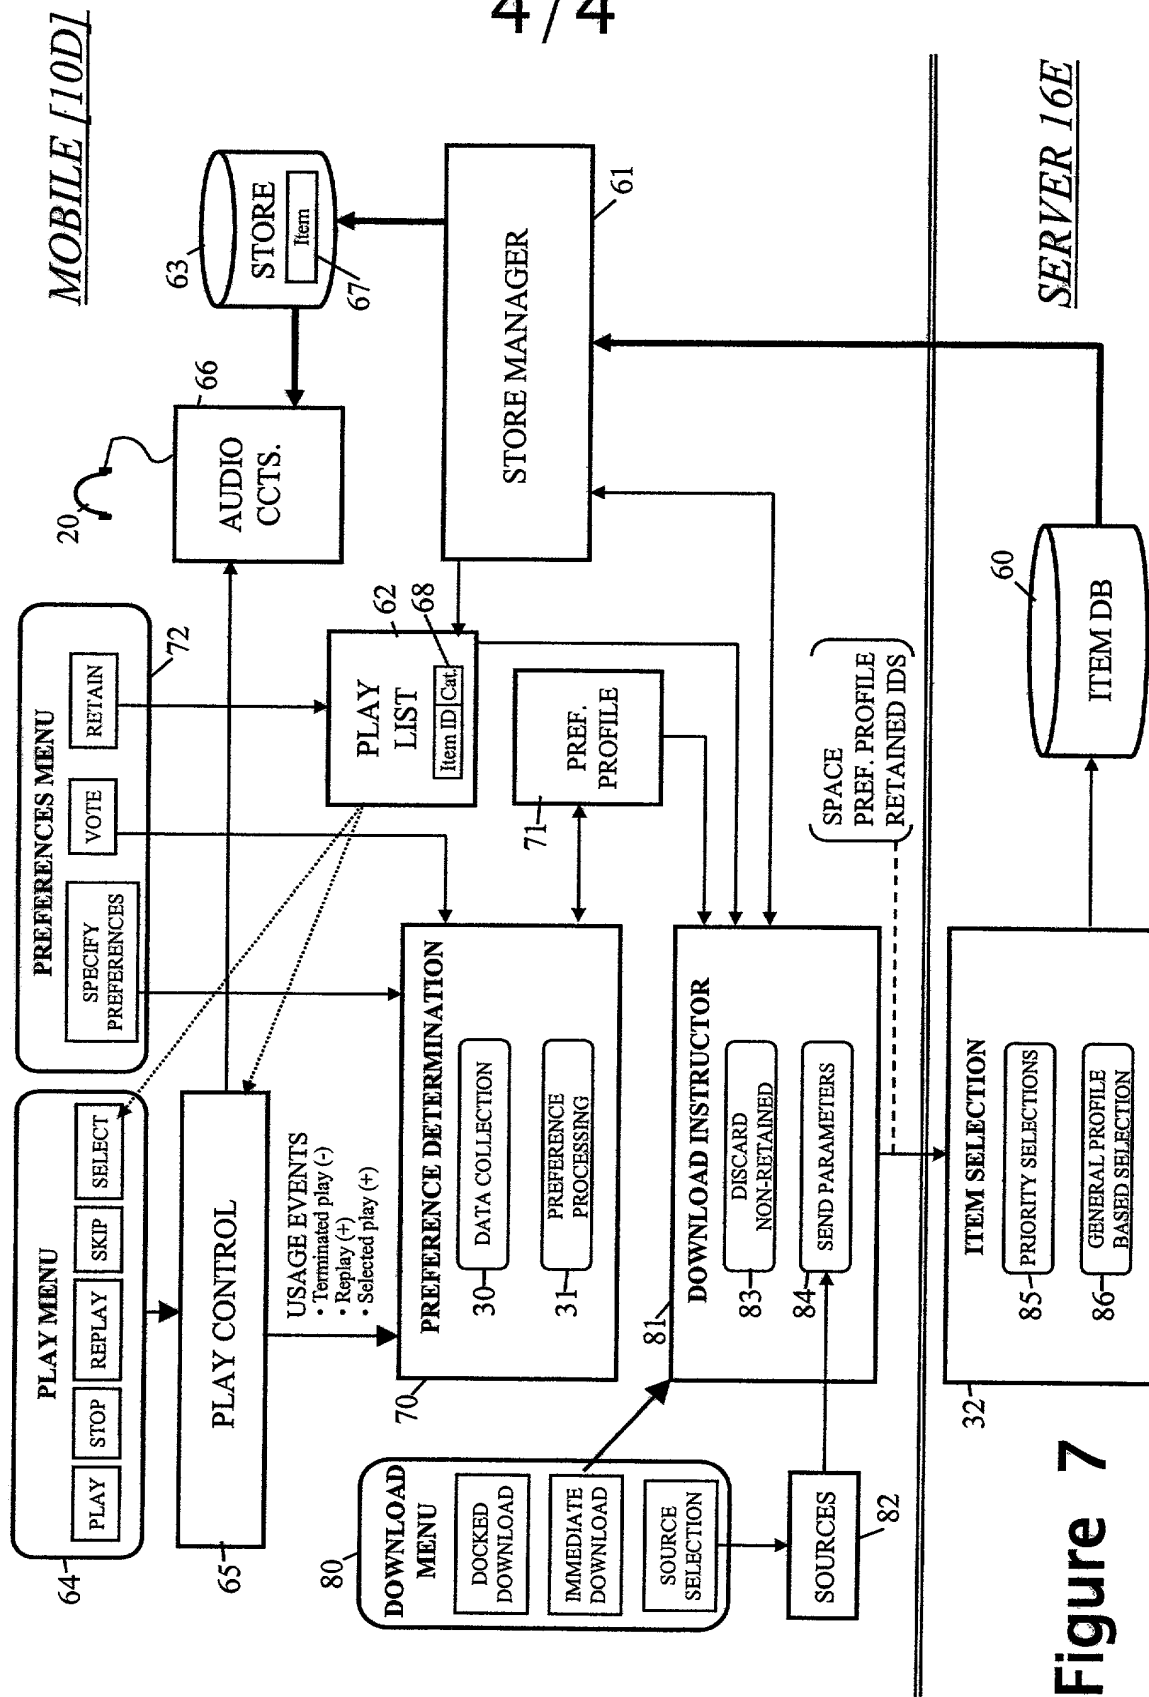 4/4
MOBILE [10D]
PLAY MENU
PLAY
STOP
REPLAY
SKIP
SELECT
64
PREFERENCES MENU
SPECIFY
PREFERENCES
VOTE
RETAIN
72
20
AUDIO
CCTS.
66
63
STORE
Item
67
PLAY CONTROL
65
USAGE EVENTS
• Terminated play (-)
• Replay (+)
• Selected play (+)
PLAY
LIST
Item ID
Cat.
62
68
STORE MANAGER
61
PREFERENCE DETERMINATION
30
DATA COLLECTION
31
PREFERENCE
PROCESSING
70
71
PREF.
PROFILE
80
DOWNLOAD
MENU
DOCKED
DOWNLOAD
IMMEDIATE
DOWNLOAD
SOURCE
SELECTION
81
DOWNLOAD INSTRUCTOR
83
DISCARD
NON-RETAINED
84
SEND PARAMETERS
SOURCES
82
SPACE
PREF. PROFILE
RETAINED IDS
SERVER 16E
32
ITEM SELECTION
85
PRIORITY SELECTIONS
86
GENERAL PROFILE
BASED SELECTION
60
ITEM DB
Figure 7